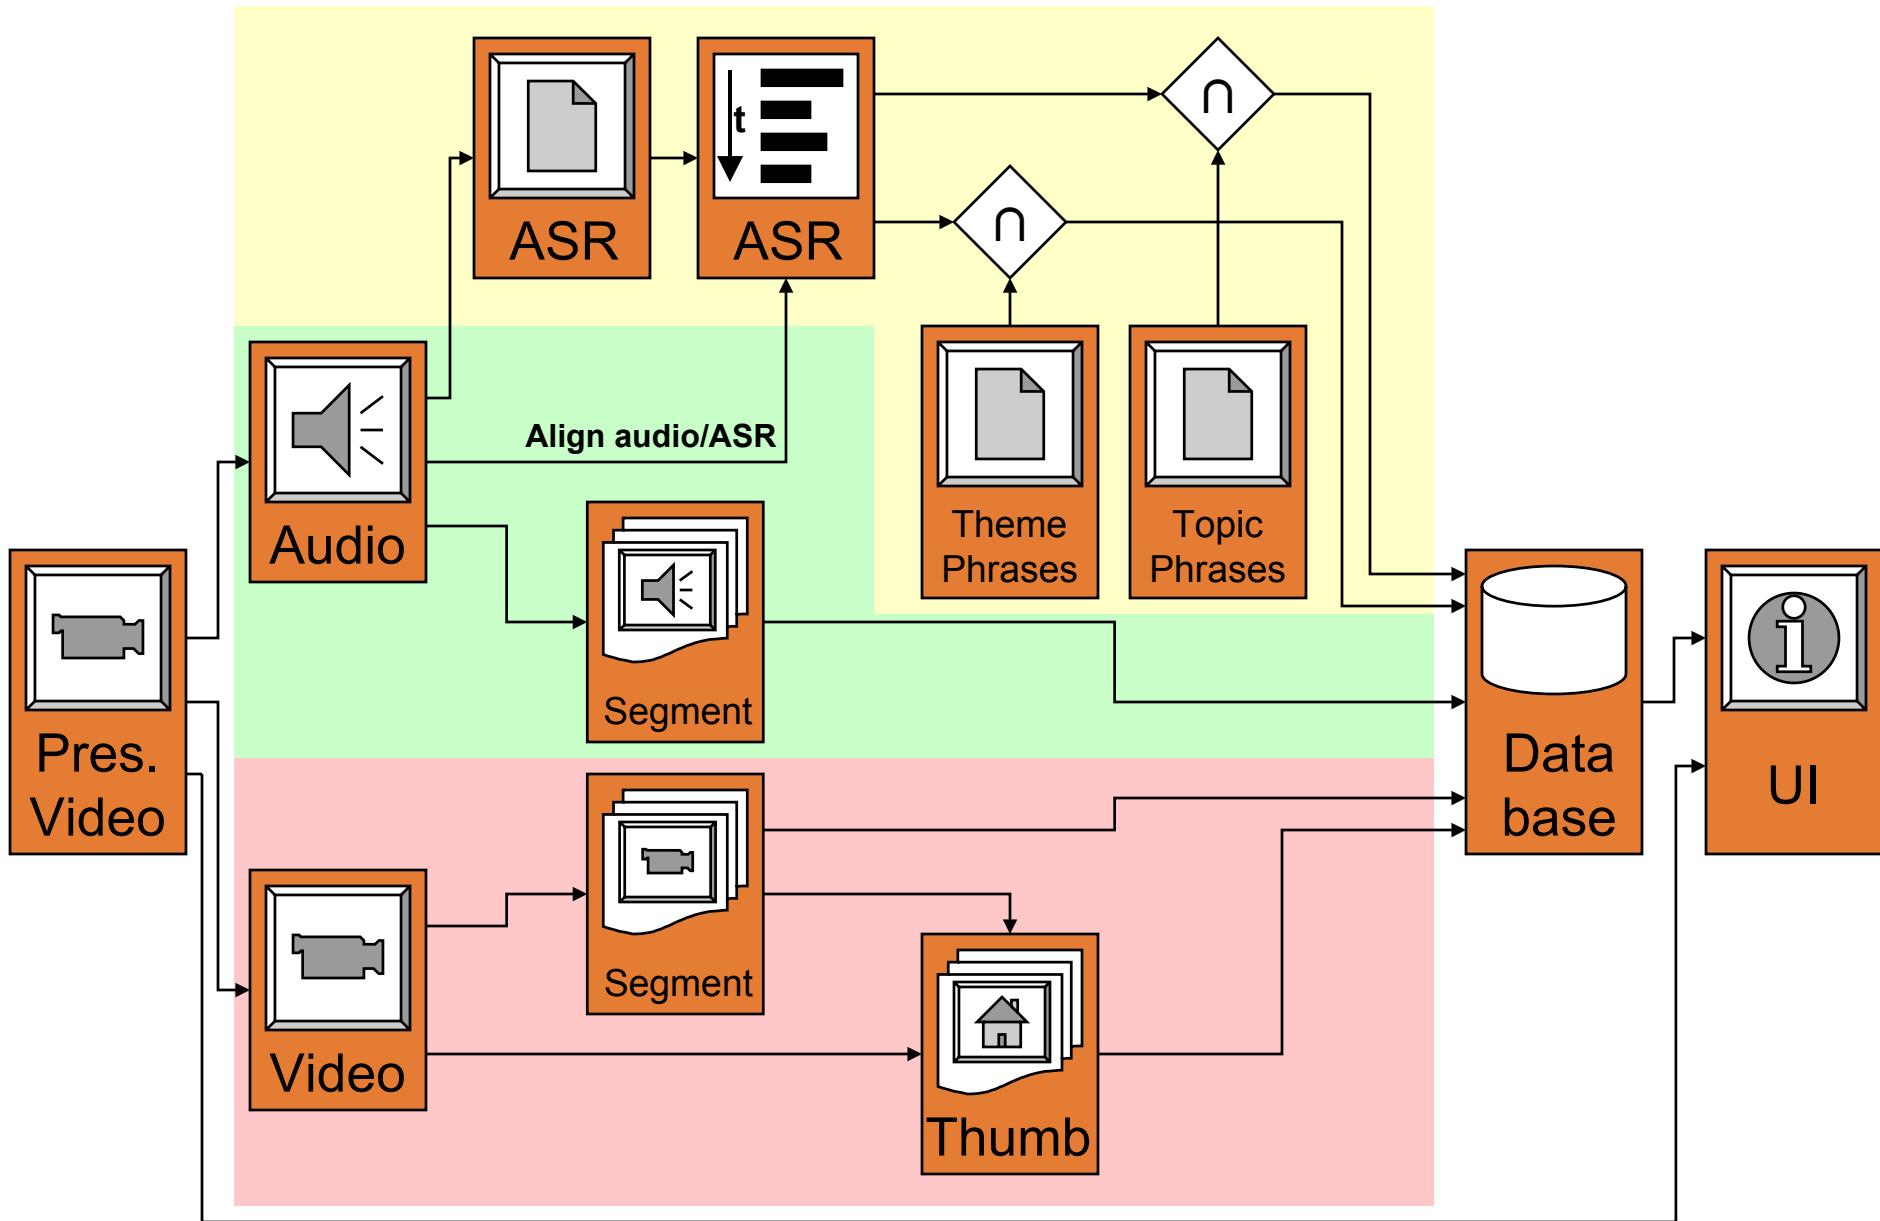 t
∩
ASR
ASR
∩
Align audio/ASR
Audio
Theme
Phrases
Topic
Phrases
Segment
Pres.
Video
Data
base
UI
Segment
Video
Thumb